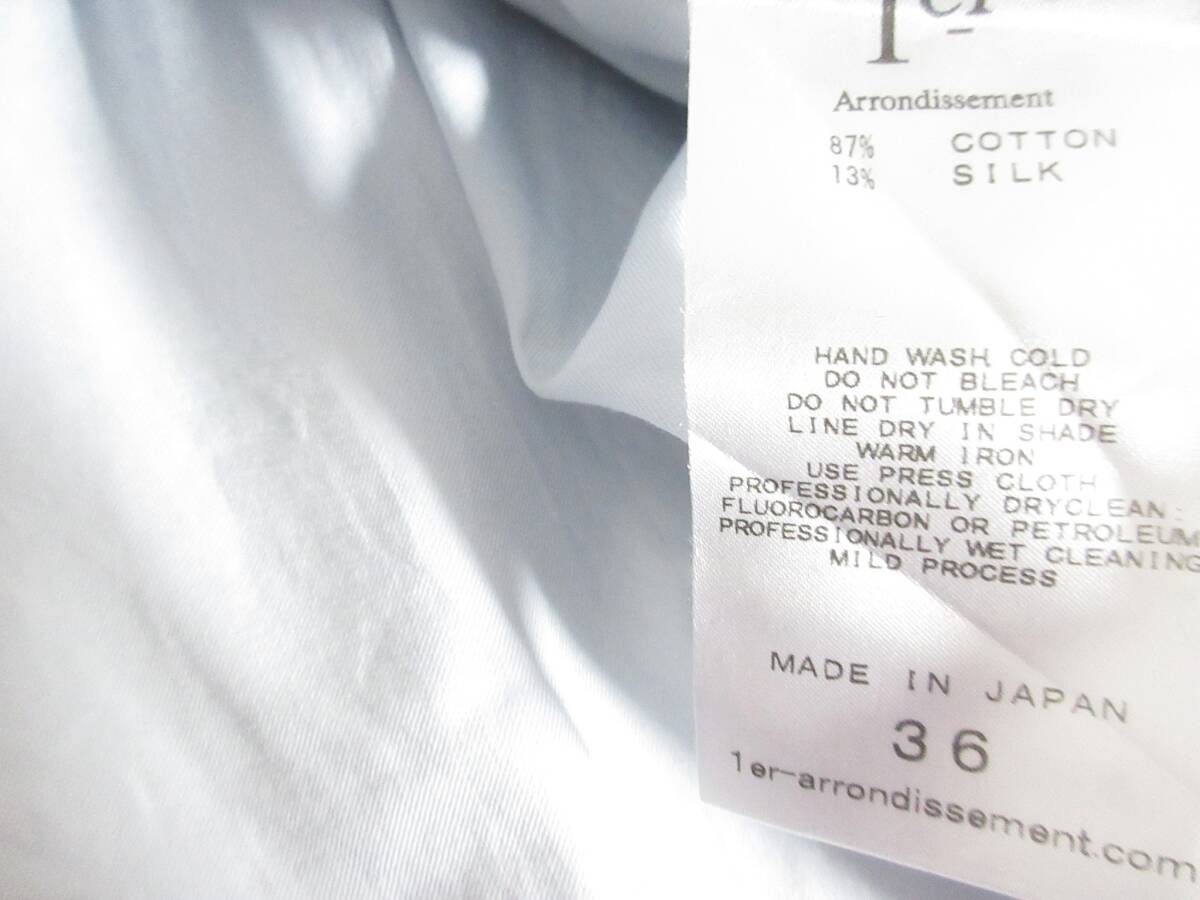 1er
Arrondissement
87% COTTON
13% SILK
HAND WASH COLD
DO NOT BLEACH
DO NOT TUMBLE DRY
LINE DRY IN SHADE
WARM IRON
USE PRESS CLOTH
PROFESSIONALLY DRYCLEAN:
FLUOROCARBON OR PETROLEUM
PROFESSIONALLY WET CLEANING
MILD PROCESS
MADE IN JAPAN
36
1er-arrondissement.com